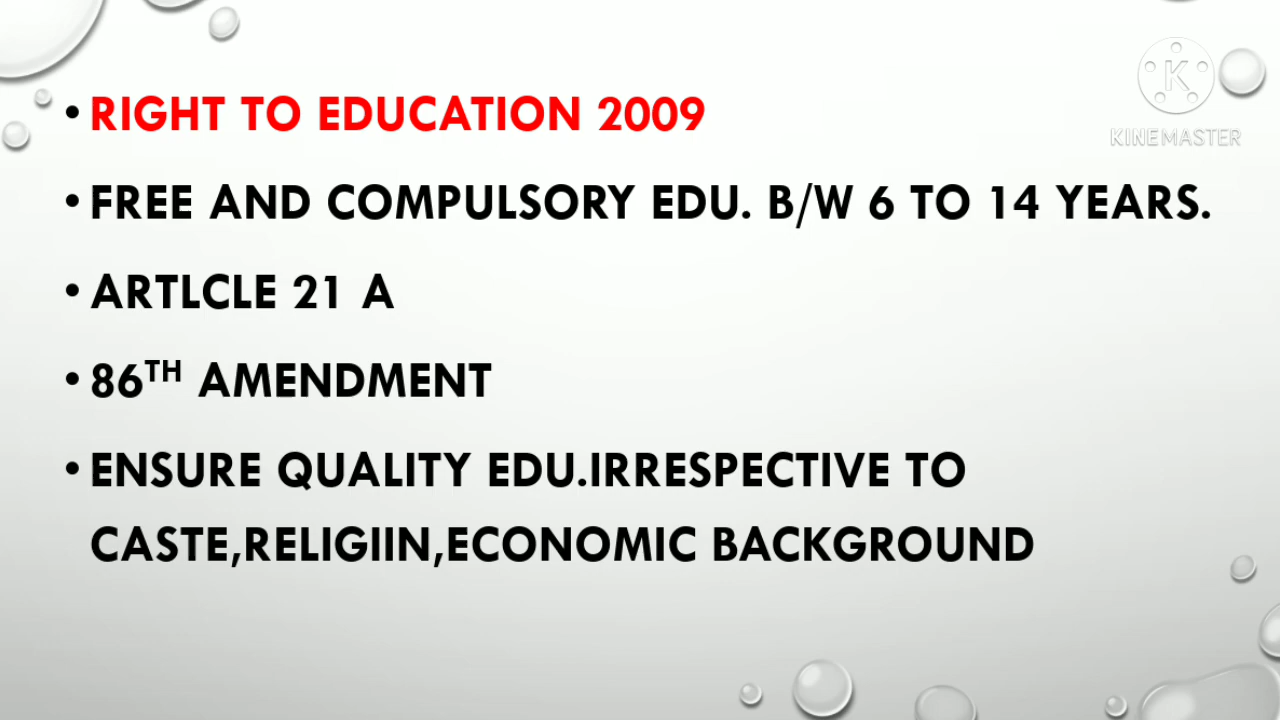 • RIGHT TO EDUCATION 2009
K
KINEMASTER
• FREE AND COMPULSORY EDU. B/W 6 TO 14 YEARS.
• ARTLCLE 21 A
• 86TH AMENDMENT
• ENSURE QUALITY EDU.IRRESPECTIVE TO
CASTE,RELIGIIN,ECONOMIC BACKGROUND